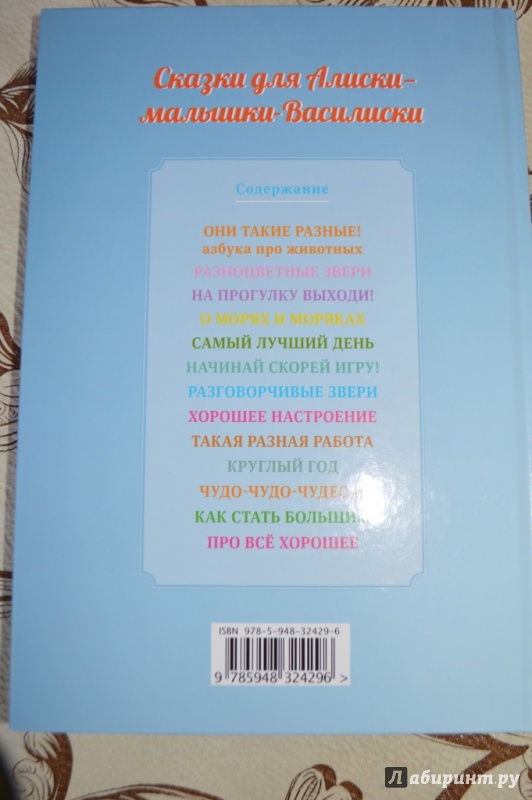 Сказки для Алиски–
малышки-Василиски
Содержание
ОНИ ТАКИЕ РАЗНЫЕ!
азбука про животных
РАЗНОЦВЕТНЫЕ ЗВЕРИ
НА ПРОГУЛКУ ВЫХОДИ!
О МОРЯХ И МОРЯКАХ
САМЫЙ ЛУЧШИЙ ДЕНЬ
НАЧИНАЙ СКОРЕЙ ИГРУ!
РАЗГОВОРЧИВЫЕ ЗВЕРИ
ХОРОШЕЕ НАСТРОЕНИЕ
ТАКАЯ РАЗНАЯ РАБОТА
КРУГЛЫЙ ГОД
ЧУДО-ЧУДО-ЧУДЕСА!
КАК СТАТЬ БОЛЬШИМ
ПРО ВСЁ ХОРОШЕЕ
ISBN 978-5-948-32429-6
9 785948 324296 >
Лабиринт.ру